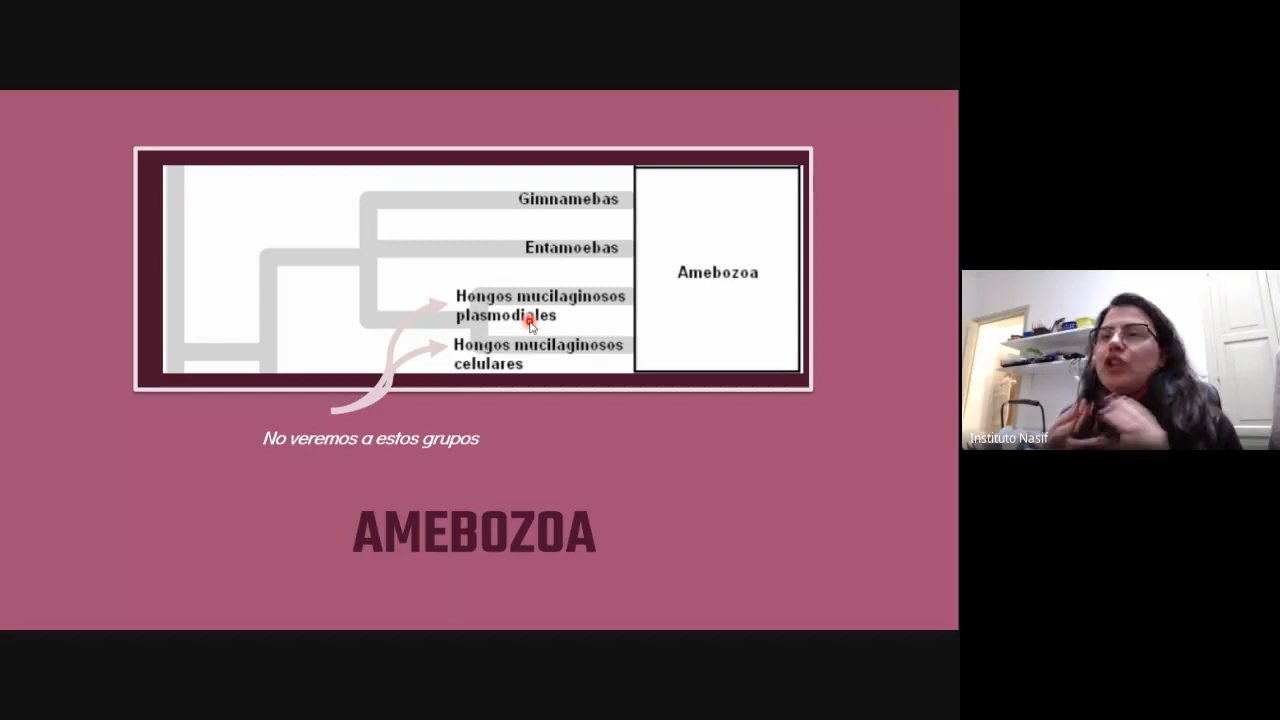 Gimnamebas
Entamoebas
Amebozoa
Hongos mucilaginosos
plasmodiales
Hongos mucilaginosos
celulares
No veremos a estos grupos
AMEBOZOA
Instituto Nasif